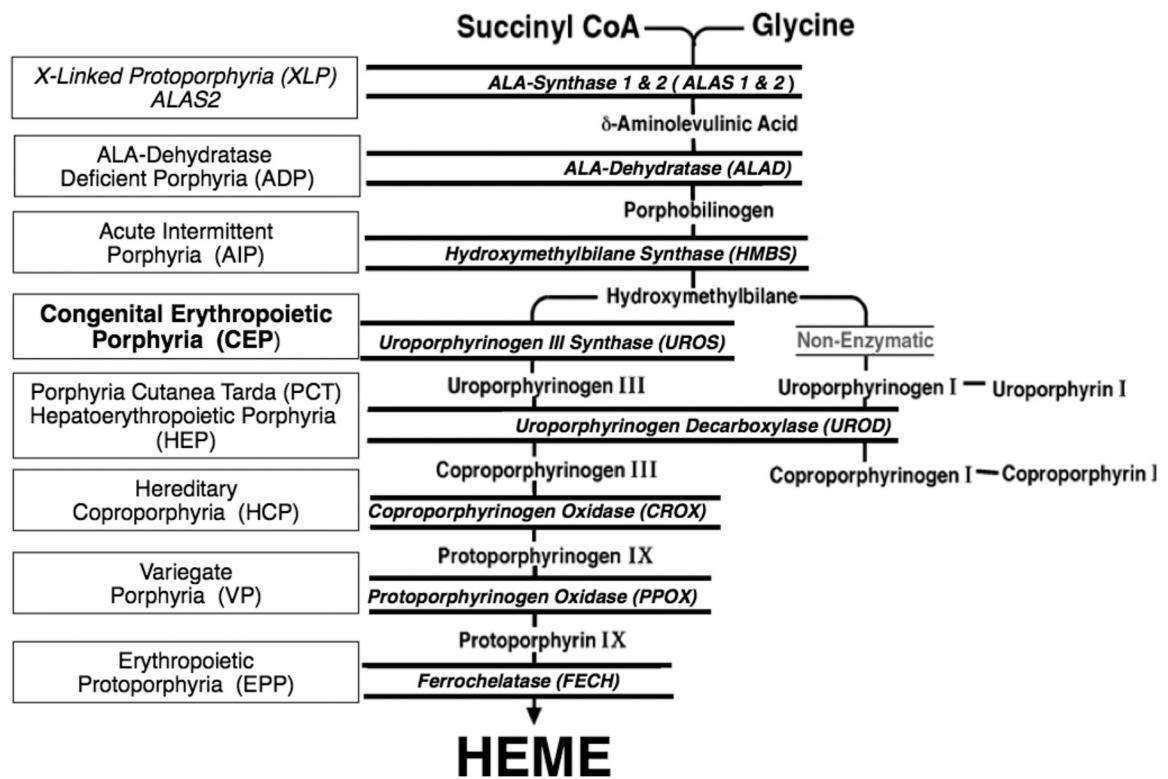 Succinyl CoA Glycine
X-Linked Protoporphyria (XLP)
ALAS2
ALA-Synthase 1 & 2 ( ALAS 1 & 2 )
δ-Aminolevulinic Acid
ALA-Dehydratase
Deficient Porphyria (ADP)
ALA-Dehydratase (ALAD)
Porphobilinogen
Acute Intermittent
Porphyria (AIP)
Hydroxymethylbilane Synthase (HMBS)
Hydroxymethylbilane
Congenital Erythropoietic
Porphyria (CEP)
Uroporphyrinogen III Synthase (UROS)
Non-Enzymatic
Uroporphyrinogen III
Uroporphyrinogen I
Uroporphyrin I
Porphyria Cutanea Tarda (PCT)
Hepatoerythropoietic Porphyria
(HEP)
Uroporphyrinogen Decarboxylase (UROD)
Coproporphyrinogen III
Coproporphyrinogen I
Coproporphyrin I
Hereditary
Coproporphyria (HCP)
Coproporphyrinogen Oxidase (CROX)
Protoporphyrinogen IX
Variegate
Porphyria (VP)
Protoporphyrinogen Oxidase (PPOX)
Protoporphyrin IX
Erythropoietic
Protoporphyria (EPP)
Ferrochelatase (FECH)
HEME